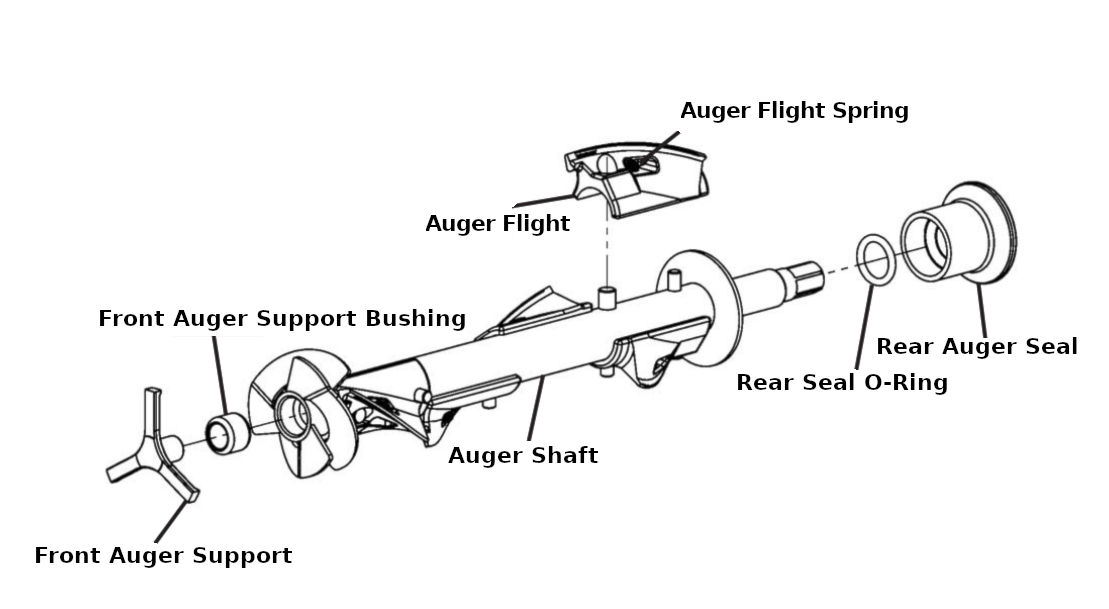 Auger Flight Spring
Auger Flight
Front Auger Support Bushing
Rear Auger Seal
Rear Seal O-Ring
Auger Shaft
Front Auger Support